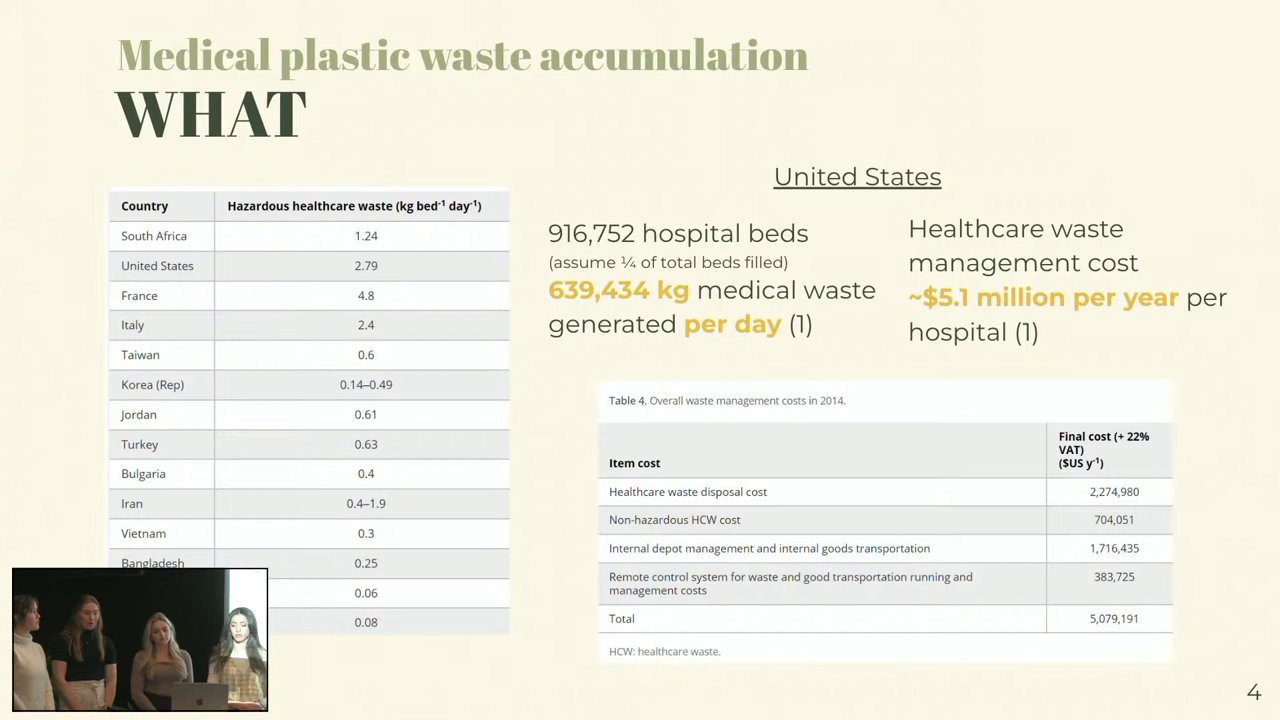 Medical plastic waste accumulation
WHAT
Country Hazardous healthcare waste (kg bed⁻¹ day⁻¹)
South Africa 1.24
United States 2.79
France 4.8
Italy 2.4
Taiwan 0.6
Korea (Rep) 0.14–0.49
Jordan 0.61
Turkey 0.63
Bulgaria 0.4
Iran 0.4–1.9
Vietnam 0.3
Bangladesh 0.25
0.06
0.08
United States
916,752 hospital beds
(assume ¼ of total beds filled)
639,434 kg medical waste
generated per day (1)
Healthcare waste
management cost
~$5.1 million per year per
hospital (1)
Table 4. Overall waste management costs in 2014.
Item cost Final cost (+ 22%
VAT)
($US y⁻¹)
Healthcare waste disposal cost 2,274,980
Non-hazardous HCW cost 704,051
Internal depot management and internal goods transportation 1,716,435
Remote control system for waste and good transportation running and 383,725
management costs
Total 5,079,191
HCW: healthcare waste.
4